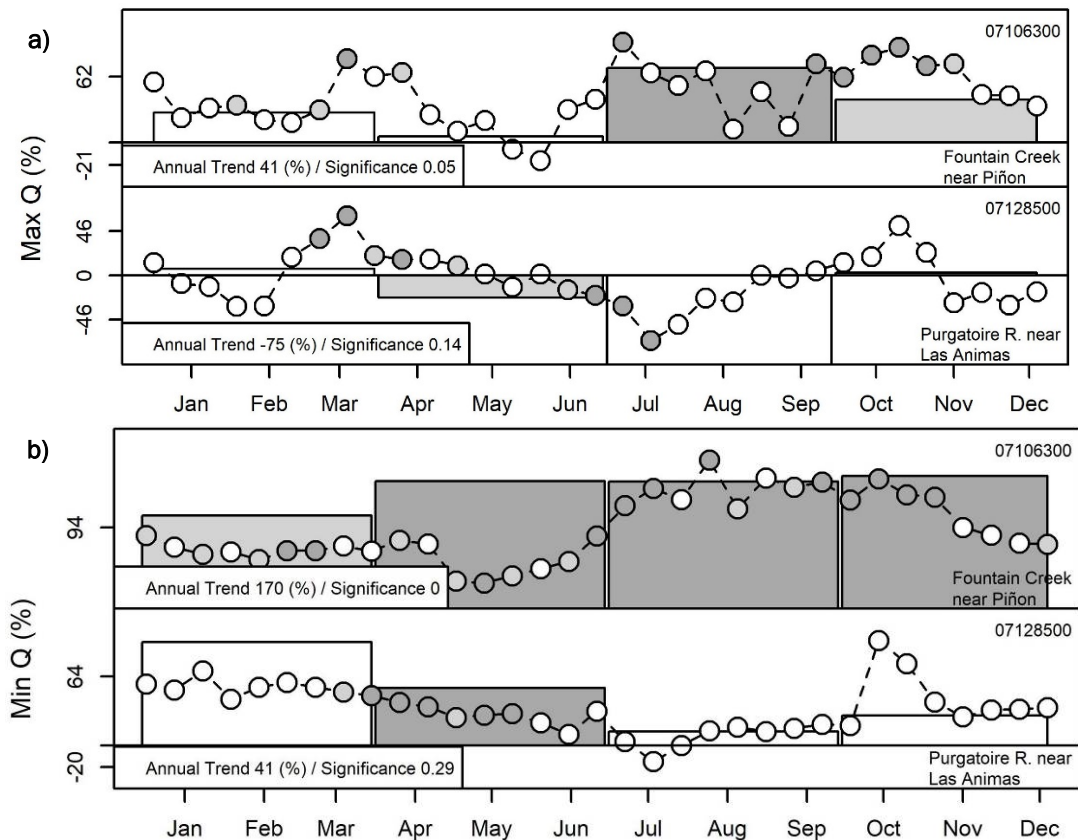 a)
Max Q (%)
62
-21
07106300
Annual Trend 41 (%) / Significance 0.05
Fountain Creek
near Piñon
46
0
-46
07128500
Annual Trend -75 (%) / Significance 0.14
Purgatoire R. near
Las Animas
Jan Feb Mar Apr May Jun Jul Aug Sep Oct Nov Dec
b)
Min Q (%)
94
07106300
Annual Trend 170 (%) / Significance 0
Fountain Creek
near Piñon
64
-20
07128500
Annual Trend 41 (%) / Significance 0.29
Purgatoire R. near
Las Animas
Jan Feb Mar Apr May Jun Jul Aug Sep Oct Nov Dec